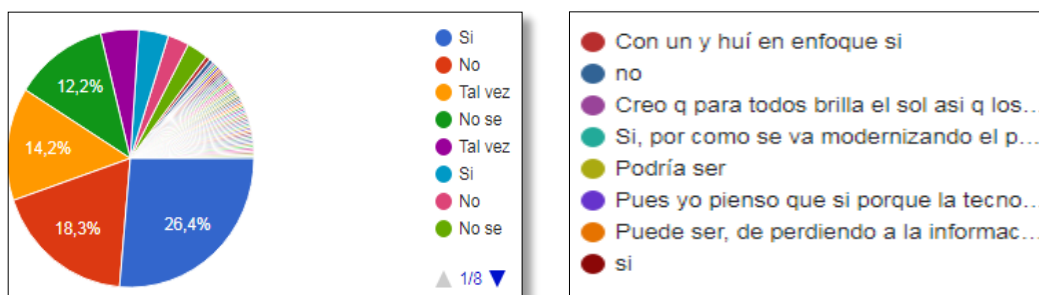 12,2%
14,2%
18,3%
26,4%
Si
No
Tal vez
No se
Tal vez
Si
No
No se
1/8
Con un y huí en enfoque si
no
Creo q para todos brilla el sol asi q los...
Si, por como se va modernizando el p...
Podría ser
Pues yo pienso que si porque la tecno...
Puede ser, de perdiendo a la informac...
si